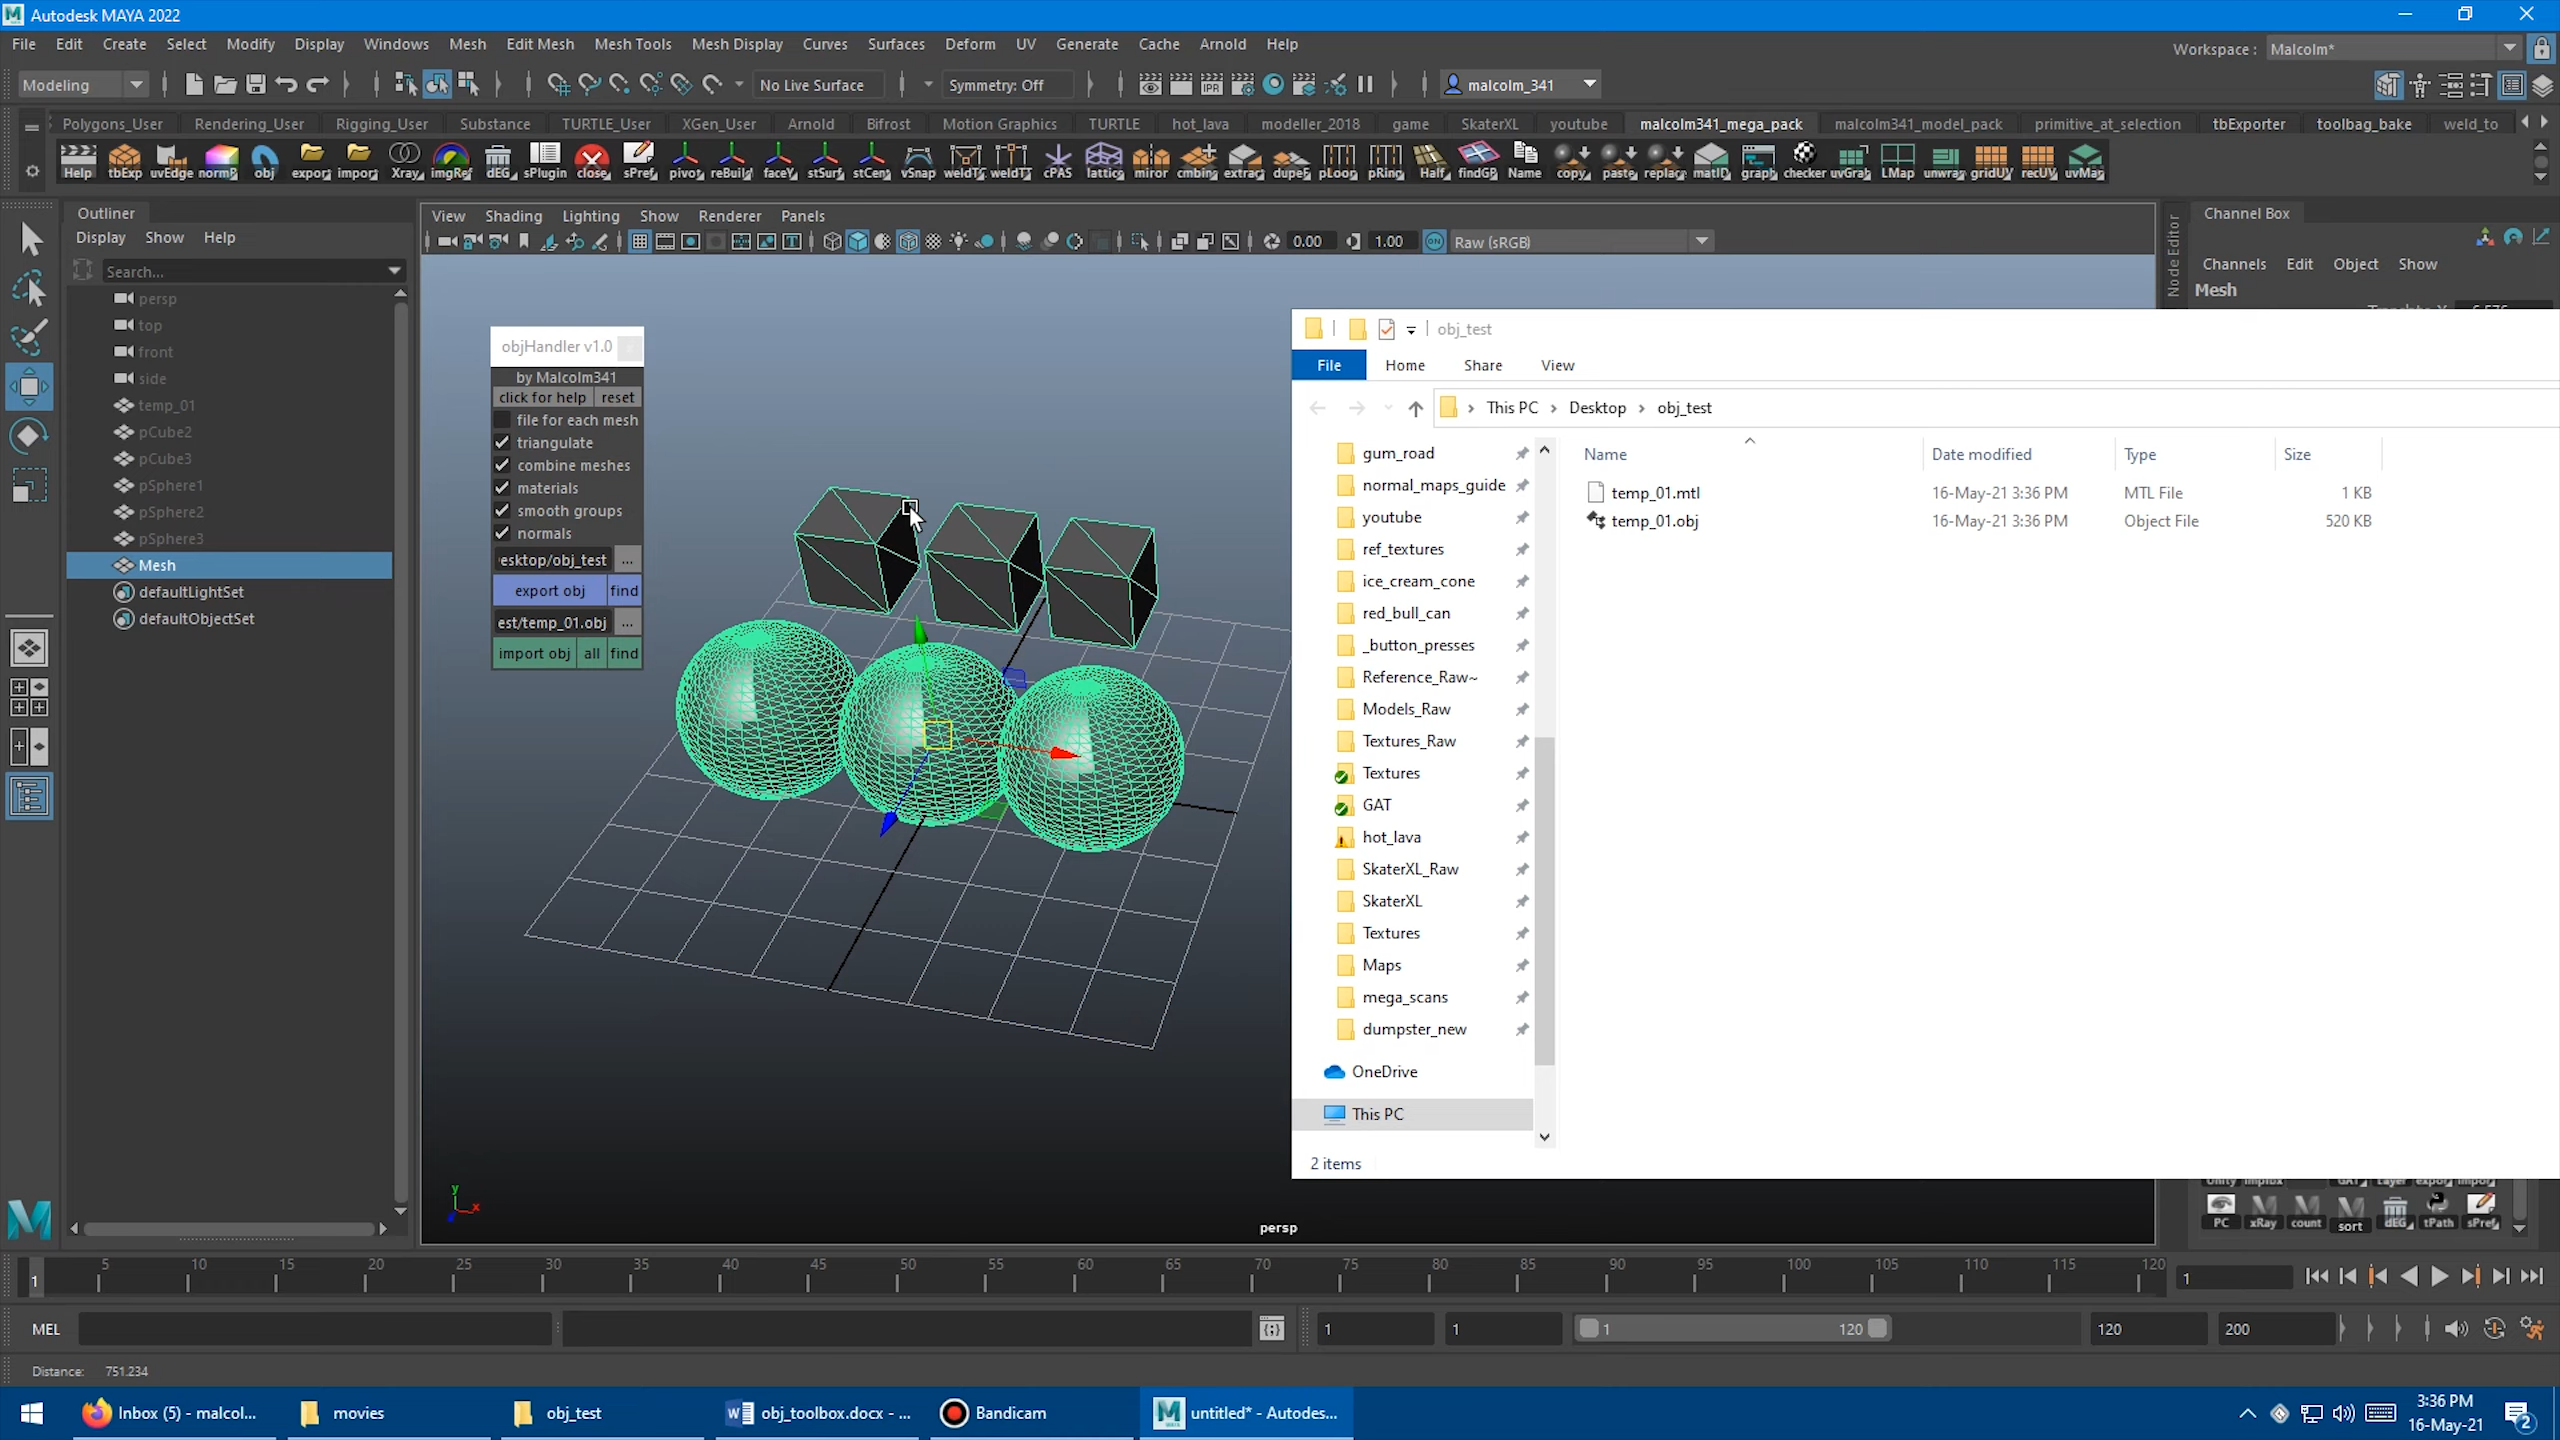 Autodesk MAYA 2022
File Edit Create Select Modify Display Windows Mesh Edit Mesh Mesh Tools Mesh Display Curves Surfaces Deform UV Generate Cache Arnold Help
Workspace : Malcolm*
Modeling No Live Surface Symmetry: Off IPR malcolm_341
Polygons_User Rendering_User Rigging_User Substance TURTLE_User XGen_User Arnold Bifrost Motion Graphics TURTLE hot_lava modeller_2018 game SkaterXL youtube malcolm341_mega_pack malcolm341_model_pack primitive_at_selection tbExporter toolbag_bake weld_to
Help tbExp uvEdge obj export impor Xray imgRef dEG sPlugin close sPref pivot reBuild faceY stSurf stCen vSnap cPAS lattic miror cmbin extrac dupeF pLoop pRing Half findGB Name copy paste replac matID graph checker uvGrab LMap unwra gridUV recUV uvMag
Outliner
Display Show Help
Search...
persp
top
front
side
temp_01
pCube2
pCube3
pSphere1
pSphere2
pSphere3
Mesh
defaultLightSet
defaultObjectSet
View Shading Lighting Show Renderer Panels
0.00 1.00 ON Raw (sRGB)
objHandler v1.0
by Malcolm341
click for help reset
file for each mesh
triangulate
combine meshes
materials
smooth groups
normals
esktop/obj_test ...
export obj find
est/temp_01.obj ...
import obj all find
persp
y
x
Node Editor
Channel Box
Channels Edit Object Show
Mesh
obj_test
File Home Share View
This PC > Desktop > obj_test
Name Date modified Type Size
temp_01.mtl 16-May-21 3:36 PM MTL File 1 KB
temp_01.obj 16-May-21 3:36 PM Object File 520 KB
gum_road
normal_maps_guide
youtube
ref_textures
ice_cream_cone
red_bull_can
_button_presses
Reference_Raw~
Models_Raw
Textures_Raw
Textures
GAT
hot_lava
SkaterXL_Raw
SkaterXL
Textures
Maps
mega_scans
dumpster_new
OneDrive
This PC
2 items
PC xRay count sort dEG tPath sPref
1 5 10 15 20 25 30 35 40 45 50 55 60 65 70 75 80 85 90 95 100 105 110 115 120 1
MEL 1 1 1 120 120 200
Distance: 751.234
Inbox (5) - malcol... movies obj_test obj_toolbox.docx - ... Bandicam untitled* - Autodes...
3:36 PM
16-May-21
2